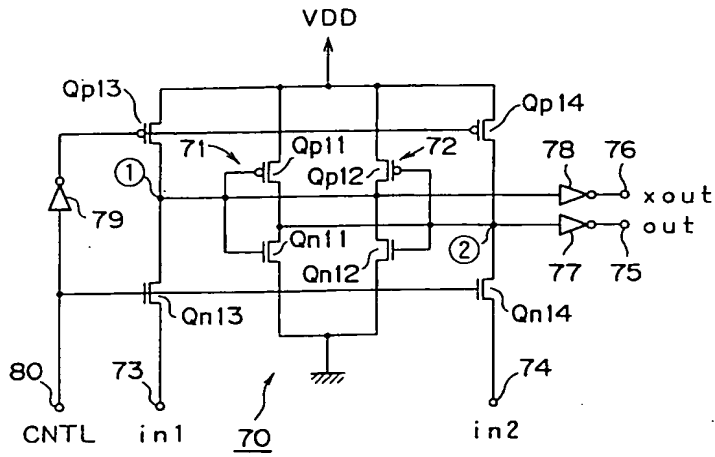 VDD
Qp13
Qp14
71
Qp11
72
Qp12
78
76
①
xout
79
out
Qn11
②
Qn12
77
75
Qn13
Qn14
80
73
74
CNTL
in1
70
in2